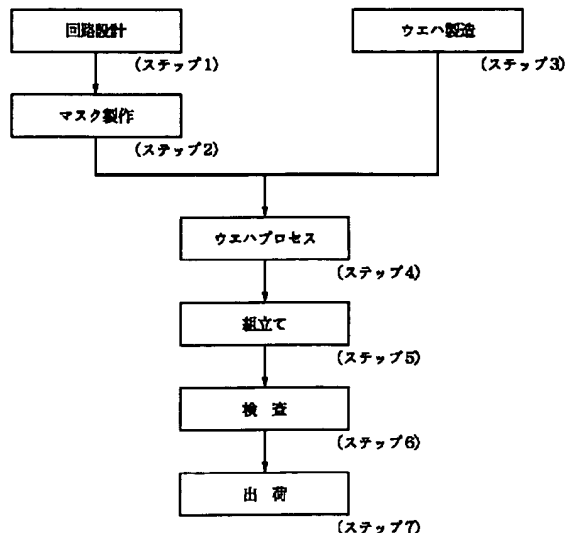 回路設計
(ステップ1)
ウエハ製造
(ステップ3)
マスク製作
(ステップ2)
ウエハプロセス
(ステップ4)
組立て
(ステップ5)
検 査
(ステップ6)
出 荷
(ステップ7)